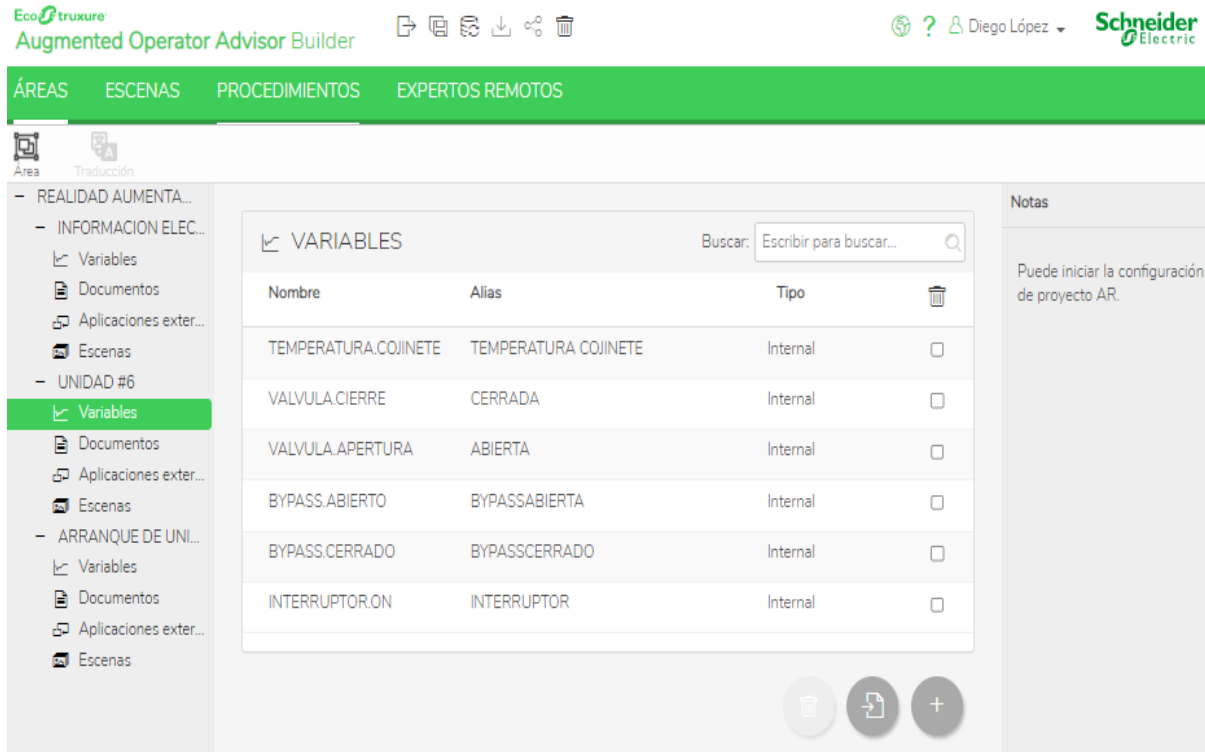 EcoStruxure
Augmented Operator Advisor Builder
? Diego López
Schneider
Electric
ÁREAS ESCENAS PROCEDIMIENTOS EXPERTOS REMOTOS
Área Traducción
− REALIDAD AUMENTA...
− INFORMACION ELEC...
Variables
Documentos
Aplicaciones exter...
Escenas
− UNIDAD #6
Variables
Documentos
Aplicaciones exter...
Escenas
− ARRANQUE DE UNI...
Variables
Documentos
Aplicaciones exter...
Escenas
VARIABLES Buscar: Escribir para buscar...
Nombre Alias Tipo
TEMPERATURA.COJINETE TEMPERATURA COJINETE Internal
VALVULA.CIERRE CERRADA Internal
VALVULA.APERTURA ABIERTA Internal
BYPASS.ABIERTO BYPASSABIERTA Internal
BYPASS.CERRADO BYPASSCERRADO Internal
INTERRUPTOR.ON INTERRUPTOR Internal
+
Notas
Puede iniciar la configuración
de proyecto AR.